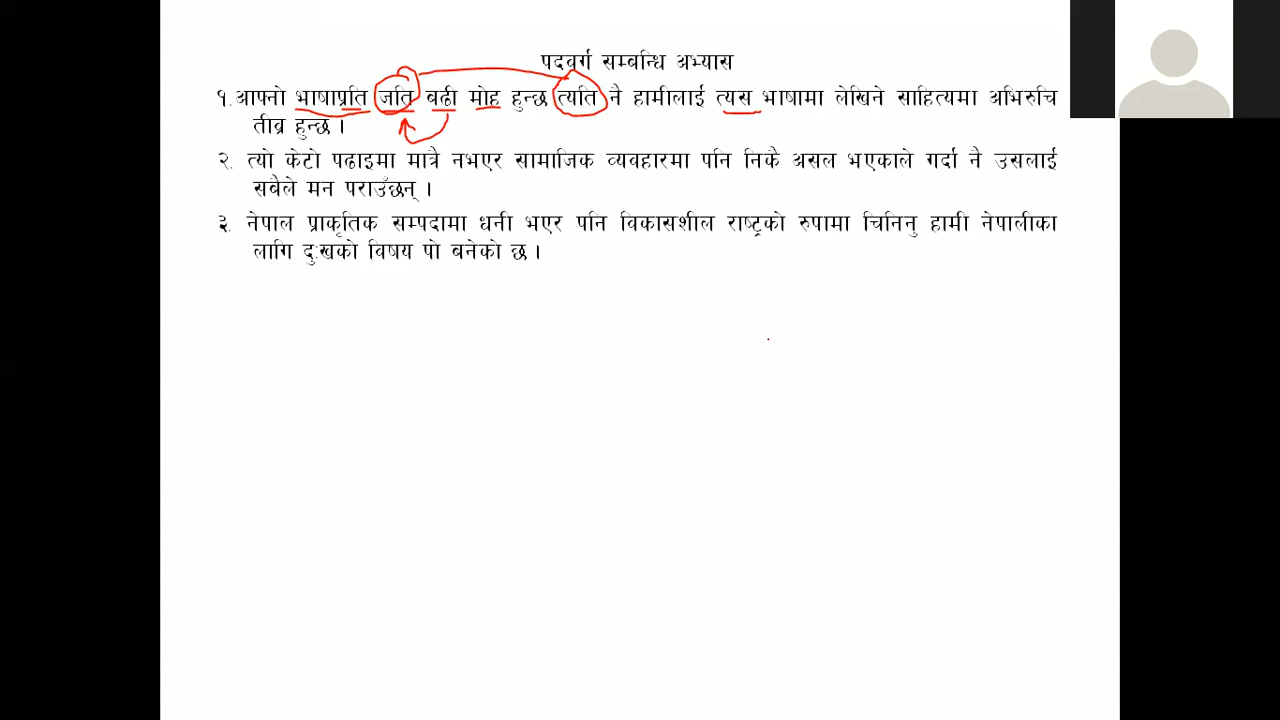 पदवर्ग सम्बन्धि अभ्यास
१.आफ्नो भाषाप्रति जति बढी मोह हुन्छ त्यति नै हामीलाई त्यस भाषामा लेखिने साहित्यमा अभिरुचि
तीव्र हुन्छ ।
२. त्यो केटो पढाइमा मात्रै नभएर सामाजिक व्यवहारमा पनि निकै असल भएकाले गर्दा नै उसलाई
सबैले मन पराउँछन् ।
३. नेपाल प्राकृतिक सम्पदामा धनी भएर पनि विकासशील राष्ट्रको रुपामा चिनिनु हामी नेपालीका
लागि दुःखको विषय पो बनेको छ ।